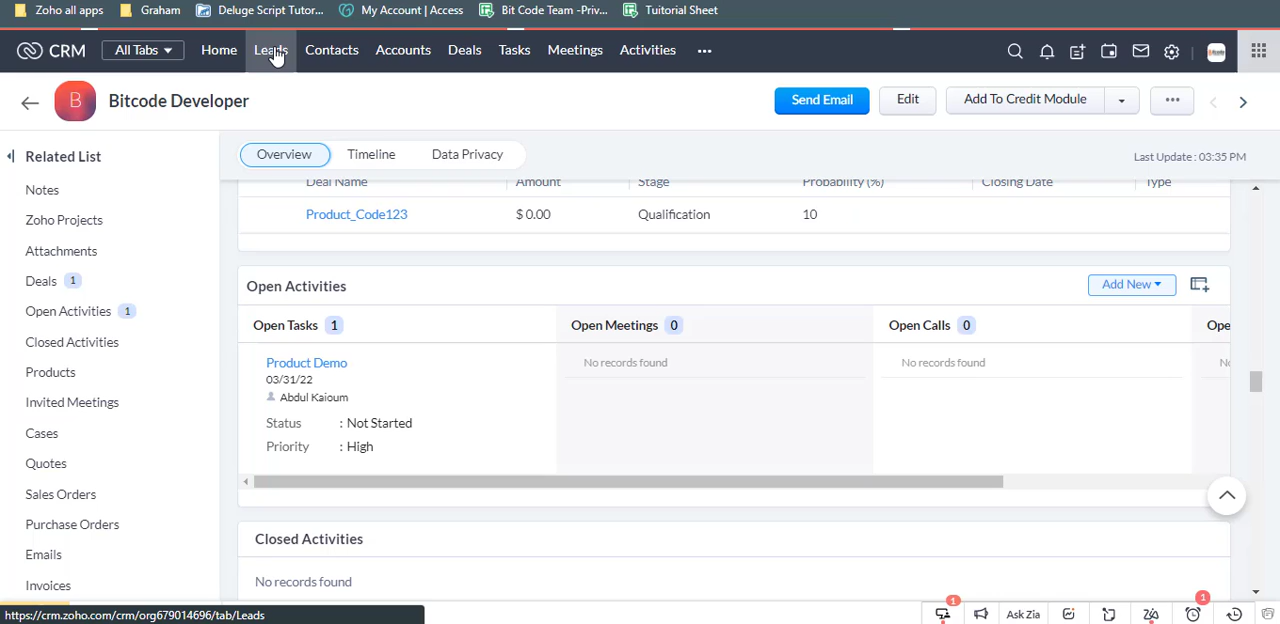 Zoho all apps Graham Deluge Script Tutor... My Account | Access Bit Code Team -Priv... Tuitorial Sheet
CRM All Tabs Home Leads Contacts Accounts Deals Tasks Meetings Activities ...
B Bitcode Developer Send Email Edit Add To Credit Module ...
Related List Overview Timeline Data Privacy Last Update : 03:35 PM
Deal Name Amount Stage Probability (%) Closing Date Type
Product_Code123 $ 0.00 Qualification 10
Notes
Zoho Projects
Attachments
Deals 1
Open Activities 1
Closed Activities
Products
Invited Meetings
Cases
Quotes
Sales Orders
Purchase Orders
Emails
Invoices
Open Activities Add New
Open Tasks 1 Open Meetings 0 Open Calls 0 Ope
Product Demo No records found No records found
03/31/22
Abdul Kaioum
Status : Not Started
Priority : High
Closed Activities
No records found
https://crm.zoho.com/crm/org679014696/tab/Leads
1 Ask Zia 1